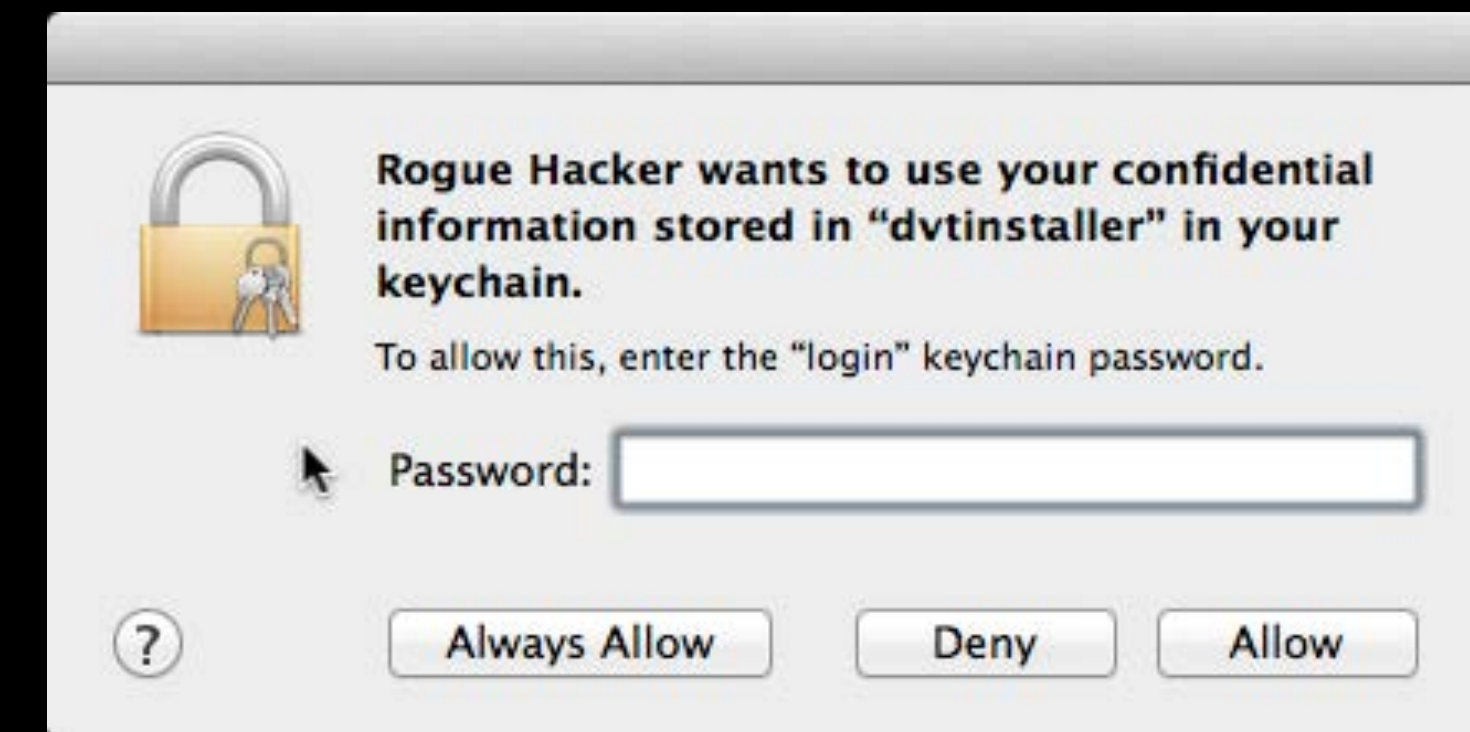 Rogue Hacker wants to use your confidential
information stored in “dvtinstaller” in your
keychain.
To allow this, enter the “login” keychain password.
Password:
? Always Allow Deny Allow